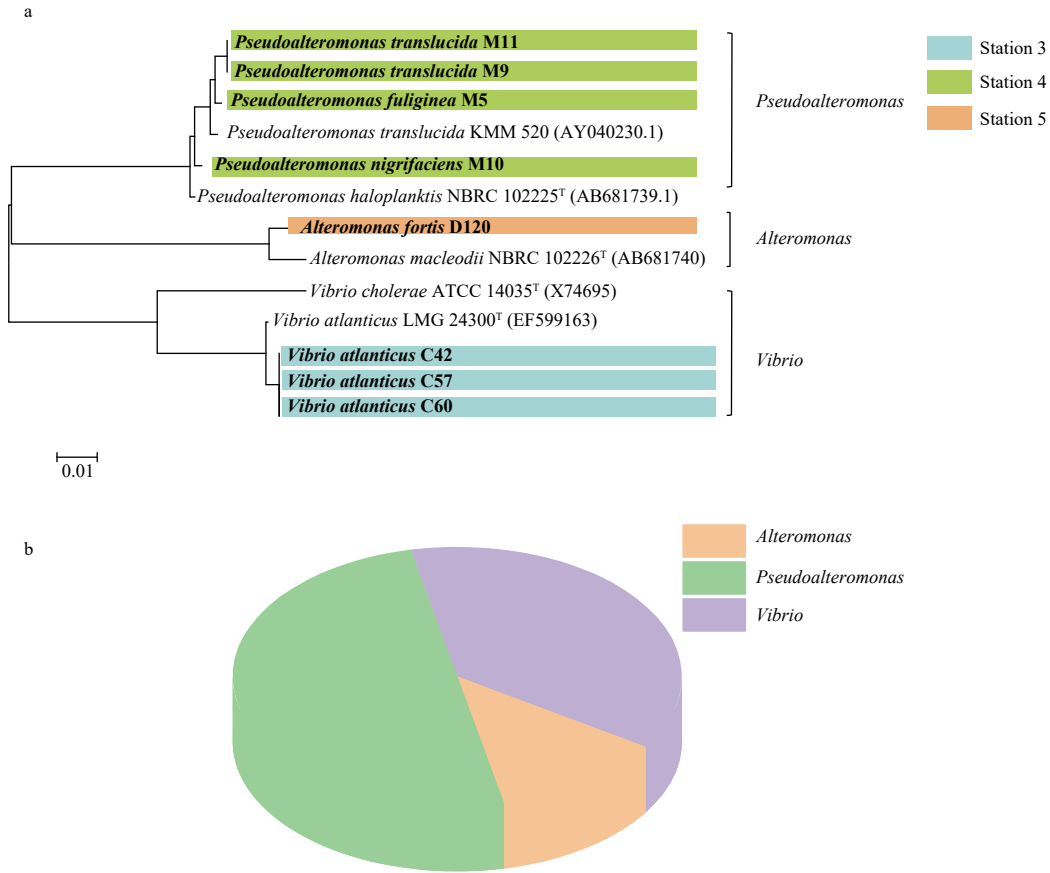 a
Pseudoalteromonas translucida M11
Pseudoalteromonas translucida M9
Pseudoalteromonas fuliginea M5
Pseudoalteromonas translucida KMM 520 (AY040230.1)
Pseudoalteromonas nigrifaciens M10
Pseudoalteromonas haloplanktis NBRC 102225ᵀ (AB681739.1)
Alteromonas fortis D120
Alteromonas macleodii NBRC 102226ᵀ (AB681740)
Vibrio cholerae ATCC 14035ᵀ (X74695)
Vibrio atlanticus LMG 24300ᵀ (EF599163)
Vibrio atlanticus C42
Vibrio atlanticus C57
Vibrio atlanticus C60
Pseudoalteromonas
Alteromonas
Vibrio
Station 3
Station 4
Station 5
0.01
b
Alteromonas
Pseudoalteromonas
Vibrio